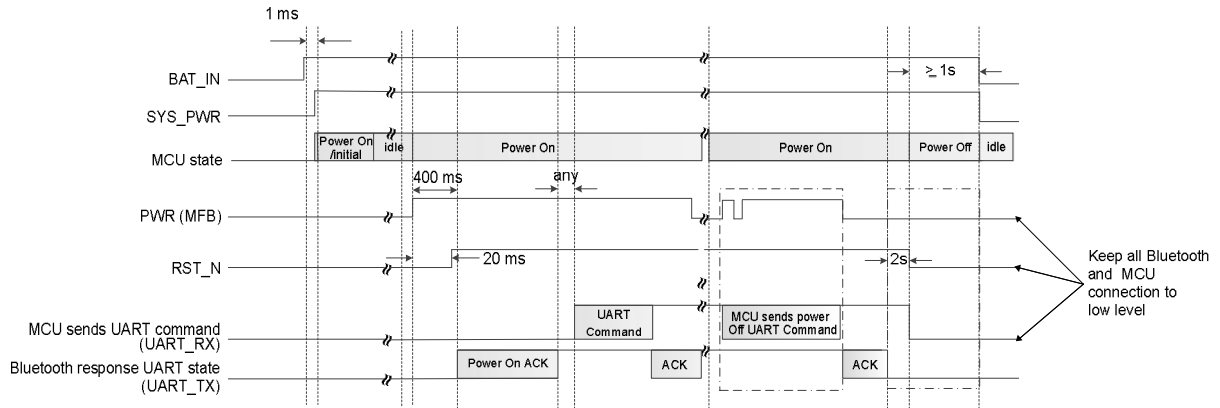 1 ms
BAT_IN
≥ 1s
SYS_PWR
MCU state
Power On
/initial
idle
Power On
Power On
Power Off
idle
400 ms
any
PWR (MFB)
RST_N
20 ms
2s
Keep all Bluetooth
and MCU
connection to
low level
MCU sends UART command
(UART_RX)
UART
Command
MCU sends power
Off UART Command
Bluetooth response UART state
(UART_TX)
Power On ACK
ACK
ACK